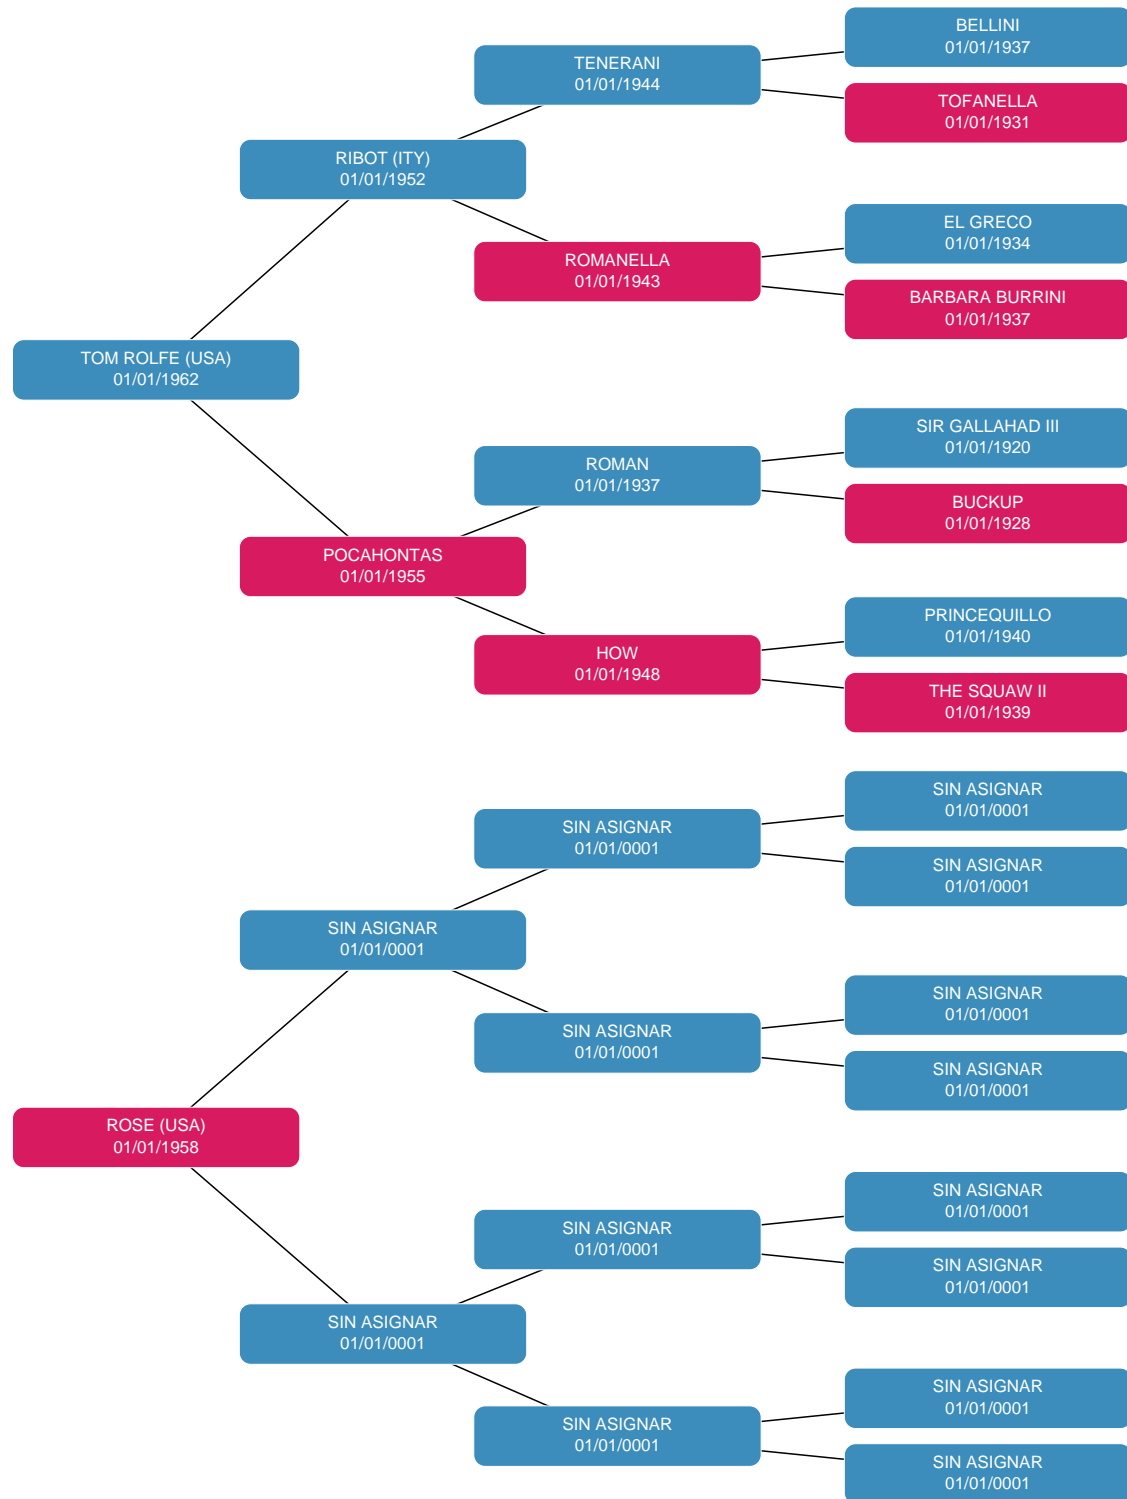 BELLINI
01/01/1937
TENERANI
01/01/1944
TOFANELLA
01/01/1931
RIBOT (ITY)
01/01/1952
EL GRECO
01/01/1934
ROMANELLA
01/01/1943
BARBARA BURRINI
01/01/1937
TOM ROLFE (USA)
01/01/1962
SIR GALLAHAD III
01/01/1920
ROMAN
01/01/1937
BUCKUP
01/01/1928
POCAHONTAS
01/01/1955
PRINCEQUILLO
01/01/1940
HOW
01/01/1948
THE SQUAW II
01/01/1939
SIN ASIGNAR
01/01/0001
SIN ASIGNAR
01/01/0001
SIN ASIGNAR
01/01/0001
SIN ASIGNAR
01/01/0001
SIN ASIGNAR
01/01/0001
SIN ASIGNAR
01/01/0001
SIN ASIGNAR
01/01/0001
ROSE (USA)
01/01/1958
SIN ASIGNAR
01/01/0001
SIN ASIGNAR
01/01/0001
SIN ASIGNAR
01/01/0001
SIN ASIGNAR
01/01/0001
SIN ASIGNAR
01/01/0001
SIN ASIGNAR
01/01/0001
SIN ASIGNAR
01/01/0001